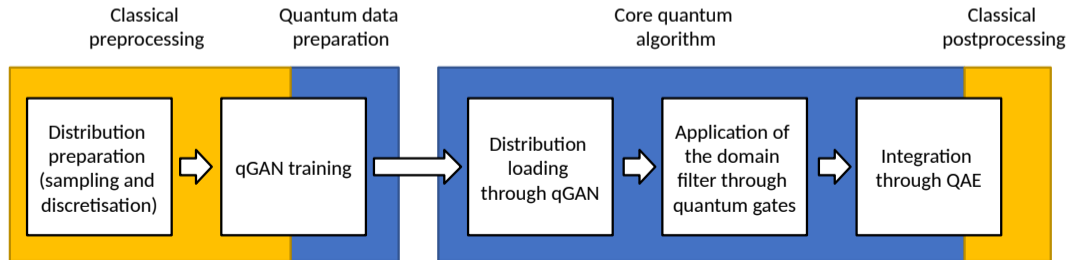 Classical
preprocessing
Quantum data
preparation
Core quantum
algorithm
Classical
postprocessing
Distribution
preparation
(sampling and
discretisation)
qGAN training
Distribution
loading
through qGAN
Application of
the domain
filter through
quantum gates
Integration
through QAE